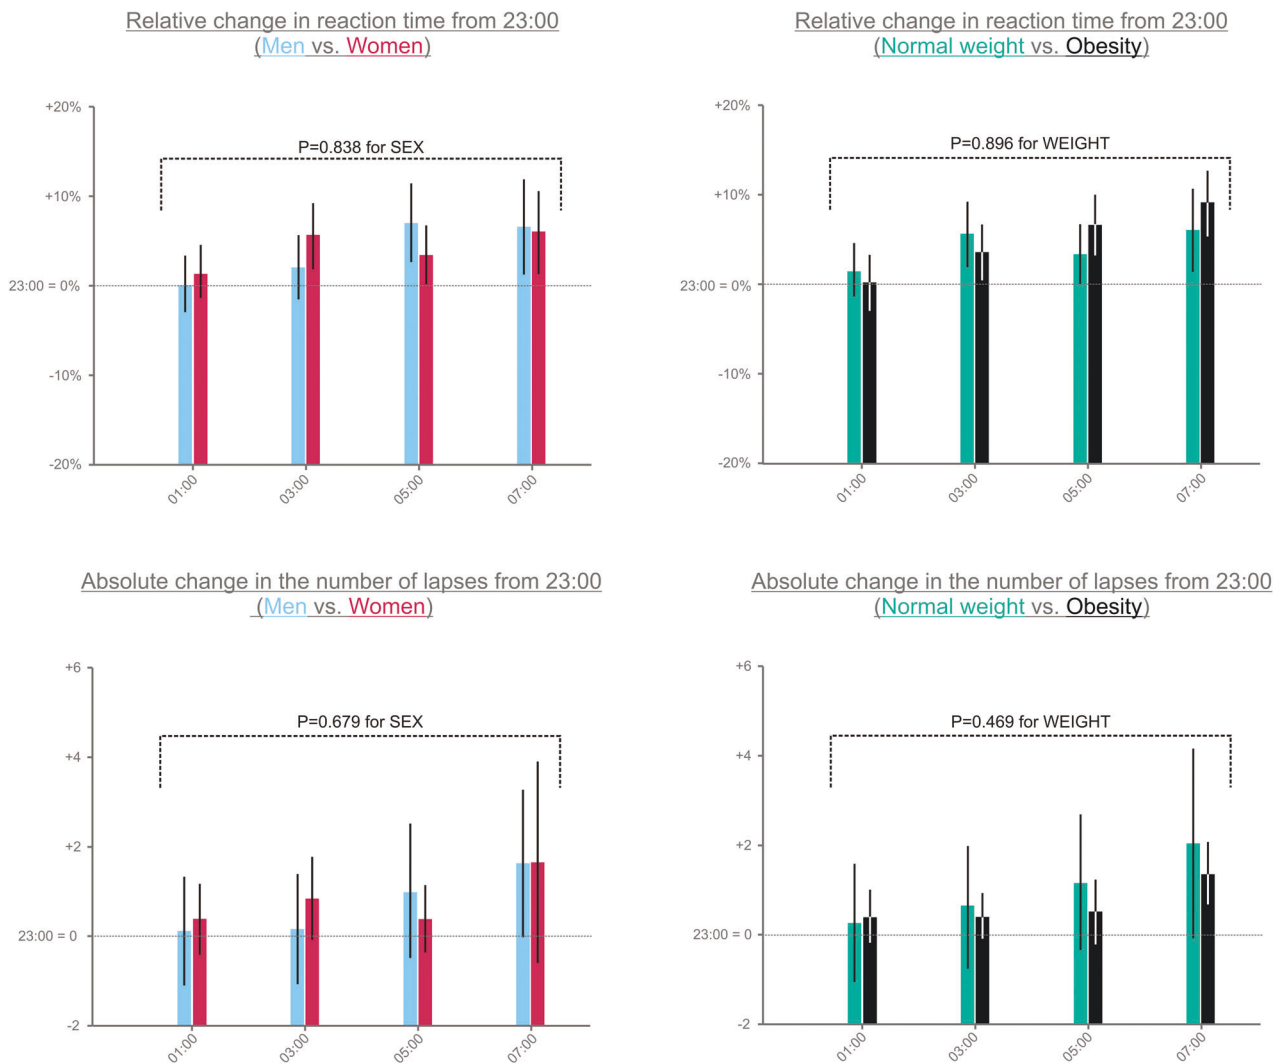 Relative change in reaction time from 23:00
(Men vs. Women)
+20%
+10%
23:00 = 0%
-10%
-20%
P=0.838 for SEX
01:00
03:00
05:00
07:00
Relative change in reaction time from 23:00
(Normal weight vs. Obesity)
+20%
+10%
23:00 = 0%
-10%
-20%
P=0.896 for WEIGHT
01:00
03:00
05:00
07:00
Absolute change in the number of lapses from 23:00
(Men vs. Women)
+6
+4
+2
23:00 = 0
-2
P=0.679 for SEX
01:00
03:00
05:00
07:00
Absolute change in the number of lapses from 23:00
(Normal weight vs. Obesity)
+6
+4
+2
23:00 = 0
-2
P=0.469 for WEIGHT
01:00
03:00
05:00
07:00